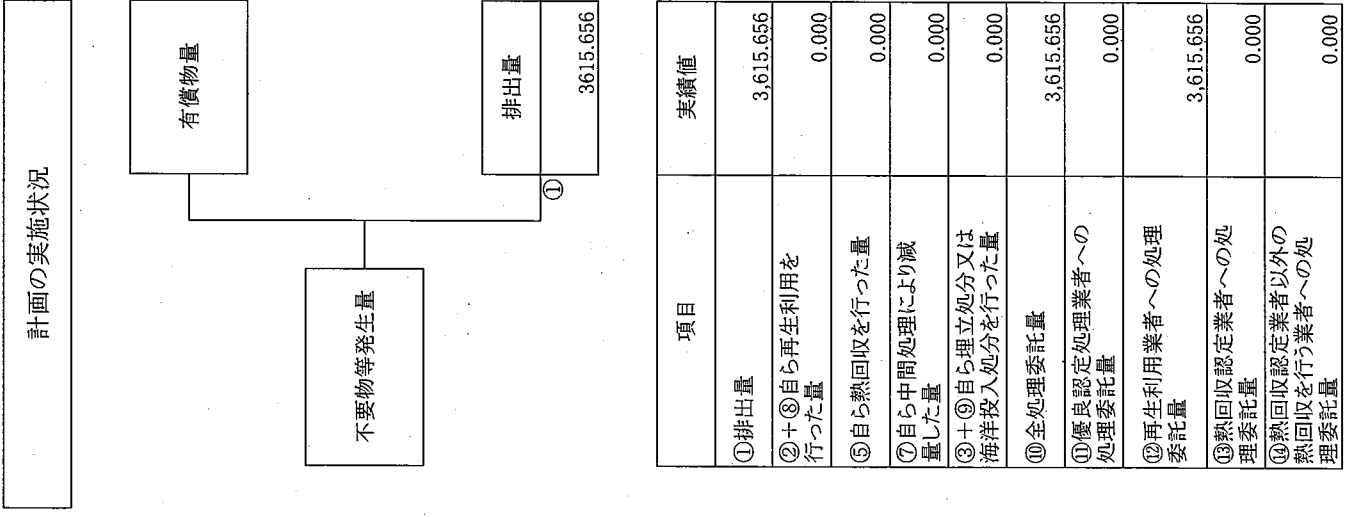 計画の実施状況
有償物量
不要物等発生量
排出量
①
3615.656
項目
実績値
①排出量
3,615.656
②+⑧自ら再生利用を
行った量
0.000
⑤自ら熱回収を行った量
0.000
⑦自ら中間処理により減
量した量
0.000
③+⑨自ら埋立処分又は
海洋投入処分を行った量
0.000
⑩全処理委託量
3,615.656
⑪優良認定処理業者への
処理委託量
0.000
⑫再生利用業者への処理
委託量
3,615.656
⑬熱回収認定業者への処
理委託量
0.000
⑭熱回収認定業者以外の
熱回収を行う業者への処
理委託量
0.000